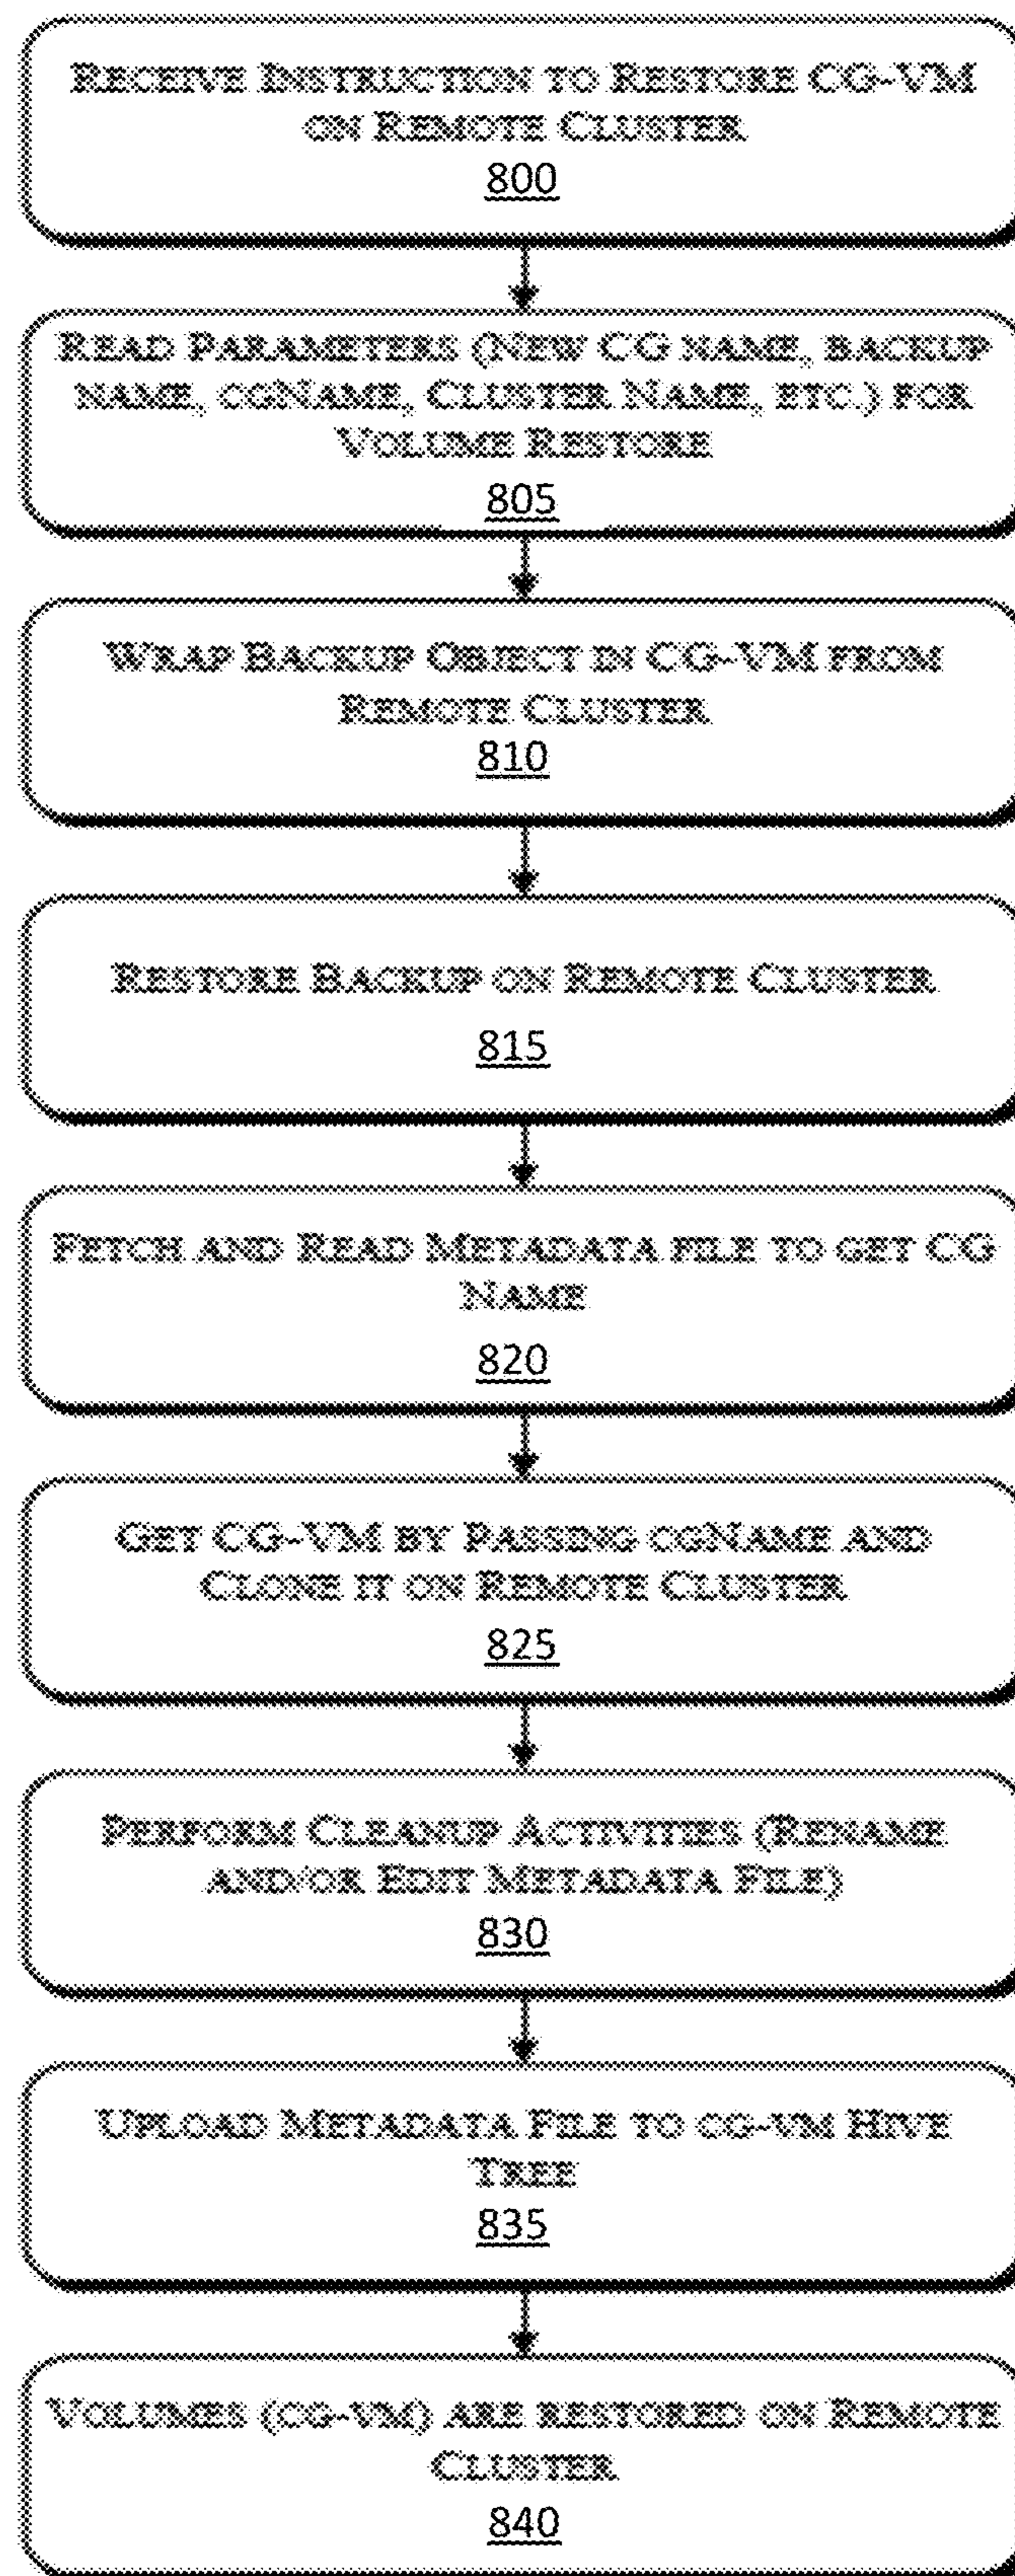 RECEIVE INSTRUCTION TO RESTORE CG-VM
ON REMOTE CLUSTER
800
READ PARAMETERS (NEW CG NAME, BACKUP
NAME, CGNAME, CLUSTER NAME, ETC.) FOR
VOLUME RESTORE
805
WRAP BACKUP OBJECT IN CG-VM FROM
REMOTE CLUSTER
810
RESTORE BACKUP ON REMOTE CLUSTER
815
FETCH AND READ METADATA FILE TO GET CG
NAME
820
GET CG-VM BY PASSING CGNAME AND
CLONE IT ON REMOTE CLUSTER
825
PERFORM CLEANUP ACTIVITIES (RENAME
AND/OR EDIT METADATA FILE)
830
UPLOAD METADATA FILE TO CG-VM HIVE
TREE
835
VOLUMES (CG-VM) ARE RESTORED ON REMOTE
CLUSTER
840